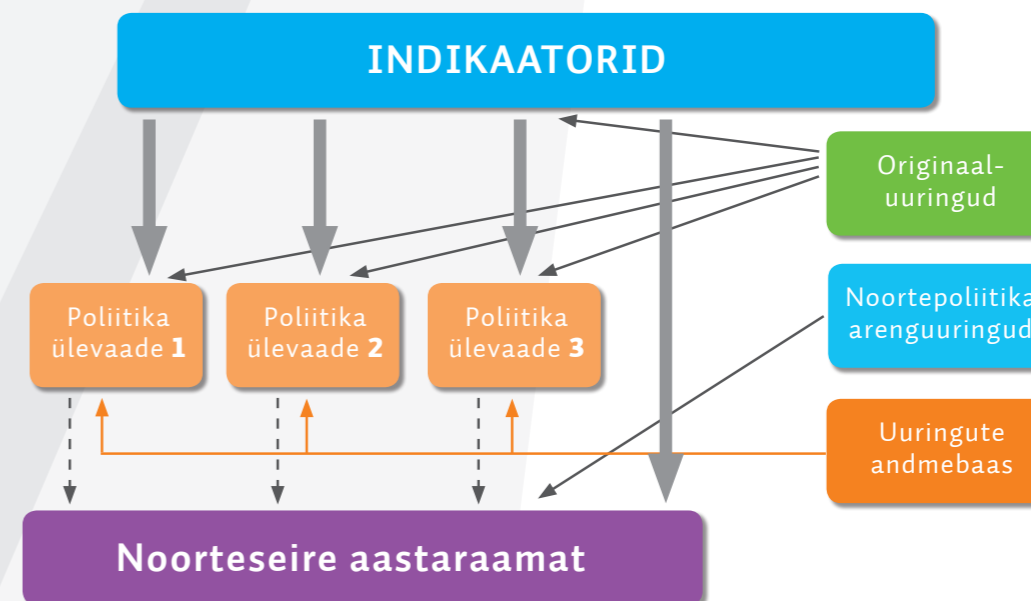 INDIKAATORID
Originaal-
uuringud
Poliitika
ülevaade 1
Poliitika
ülevaade 2
Poliitika
ülevaade 3
Noortepoliitika
arenguuringud
Uuringute
andmebaas
Noorteseire aastaraamat